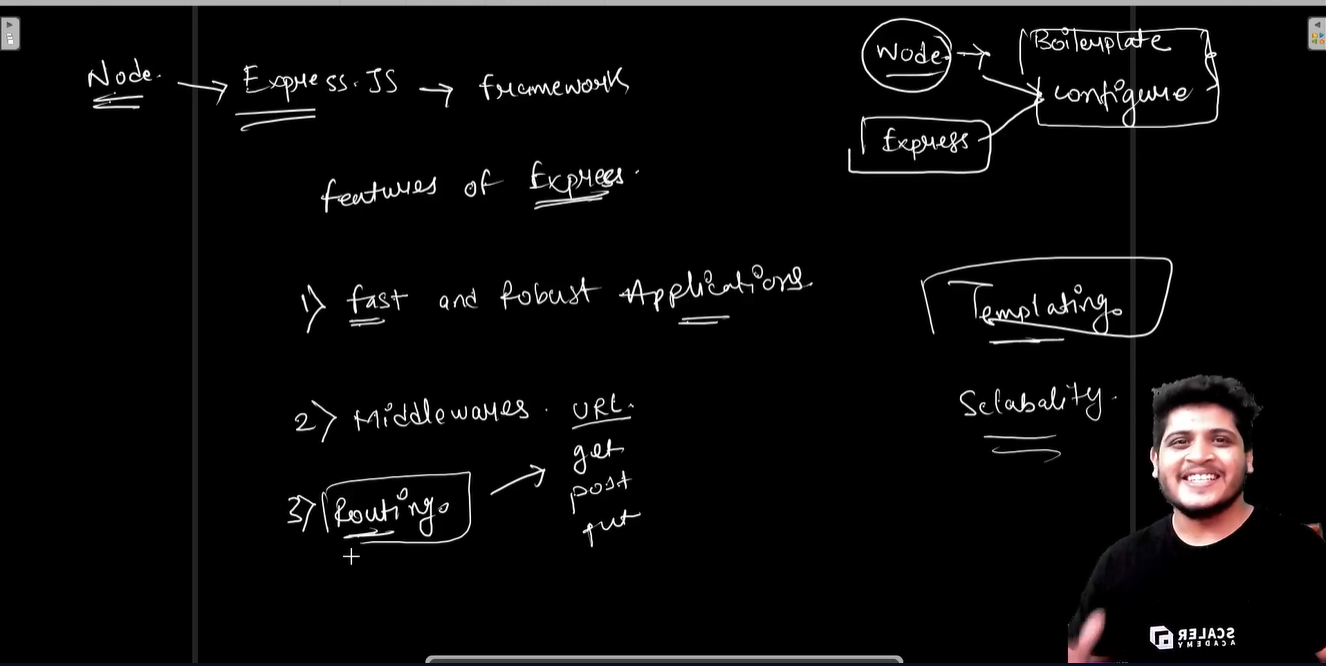 Node. → Express.JS → framework
Node → Boilerplate
configure
Express
features of Express.
1) fast and Robust Applications
Templating.
2) Middlewares. URL.
Sclabality.
get
post
put
3) Routing. →
SCALER
ACADEMY